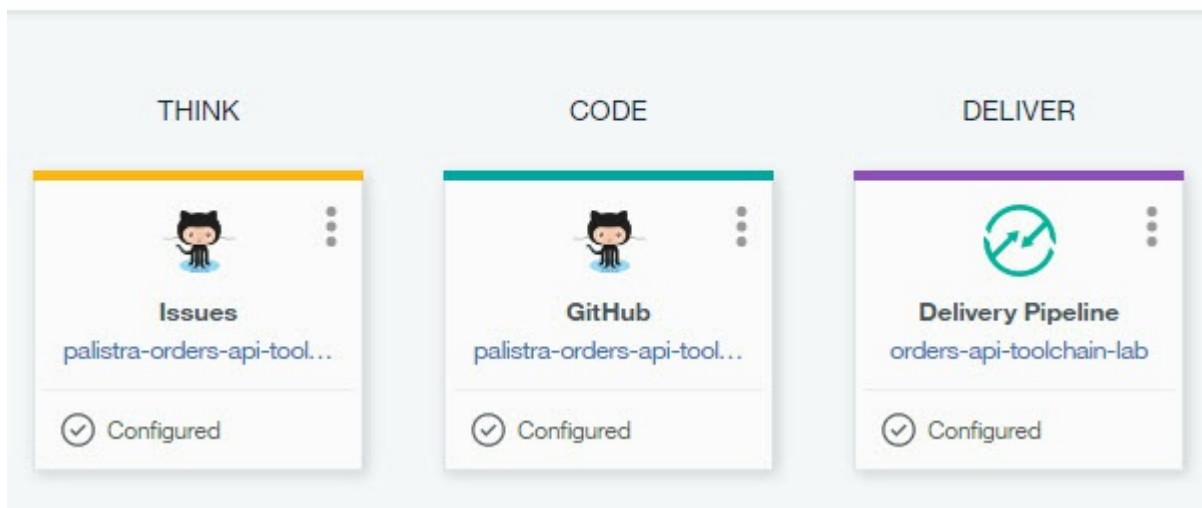 THINK
CODE
DELIVER
Issues
palistra-orders-api-tool...
Configured
GitHub
palistra-orders-api-tool...
Configured
Delivery Pipeline
orders-api-toolchain-lab
Configured